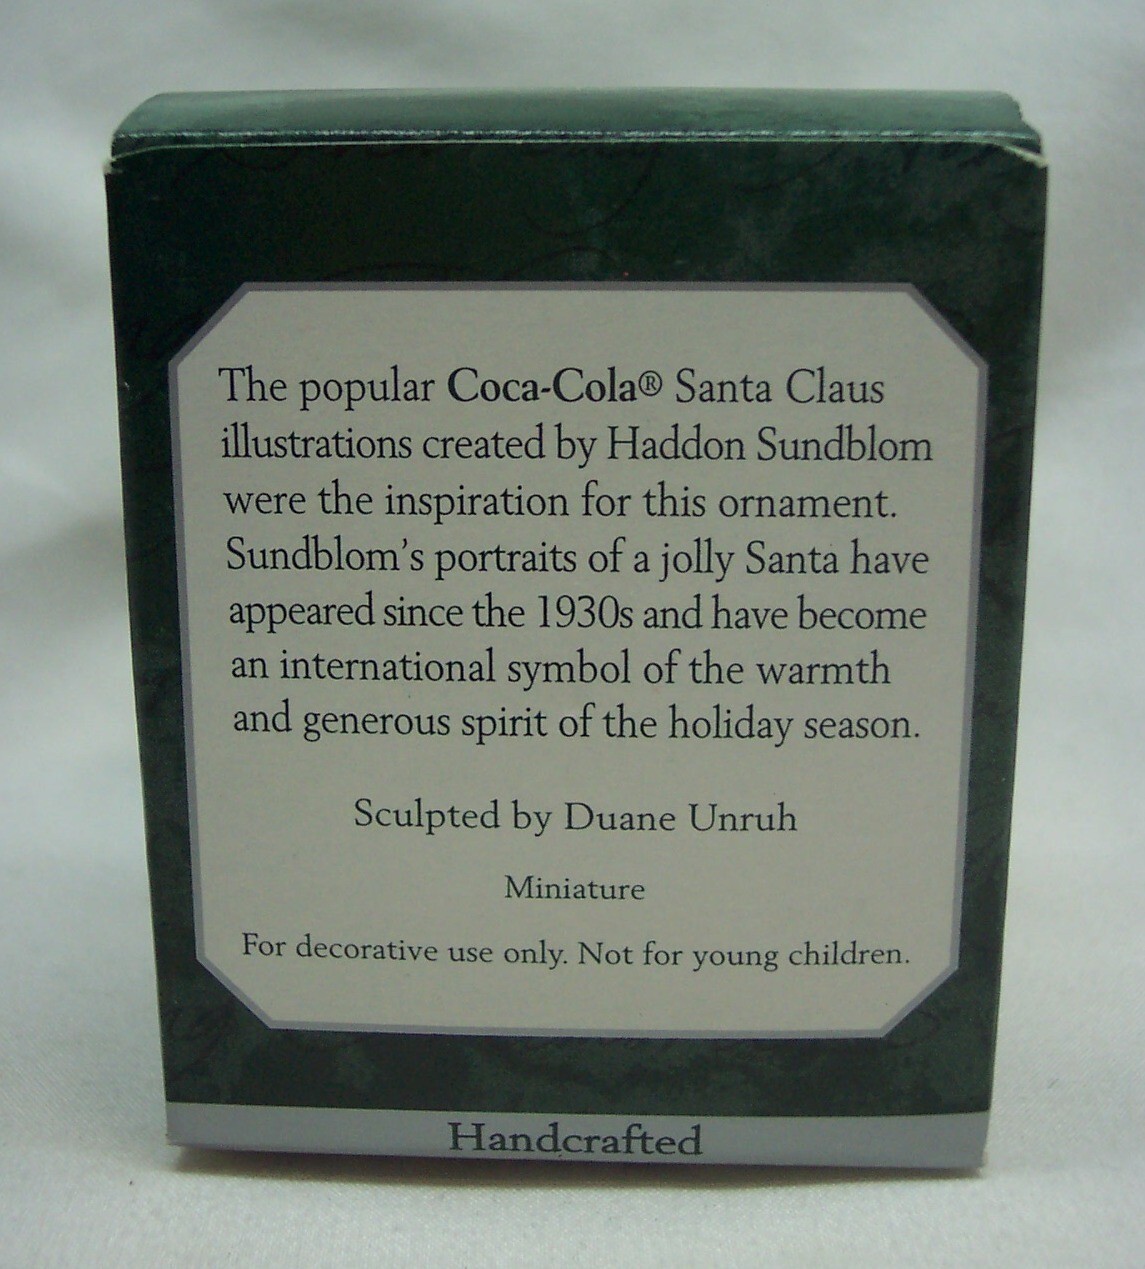 The popular Coca-Cola® Santa Claus
illustrations created by Haddon Sundblom
were the inspiration for this ornament.
Sundblom's portraits of a jolly Santa have
appeared since the 1930s and have become
an international symbol of the warmth
and generous spirit of the holiday season.
Sculpted by Duane Unruh
Miniature
For decorative use only. Not for young children.
Handcrafted